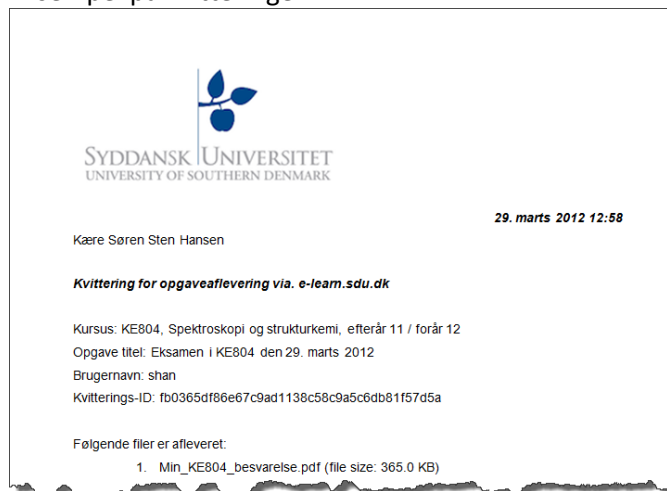 SYDDANSK UNIVERSITET
UNIVERSITY OF SOUTHERN DENMARK
29. marts 2012 12:58
Kære Søren Sten Hansen
Kvittering for opgaveaflevering via. e-learn.sdu.dk
Kursus: KE804, Spektroskopi og strukturkemi, efterår 11 / forår 12
Opgave titel: Eksamen i KE804 den 29. marts 2012
Brugernavn: shan
Kvitterings-ID: fb0365df86e67c9ad1138c58c9a5c6db81f57d5a
Følgende filer er afleveret:
1. Min_KE804_besvarelse.pdf (file size: 365.0 KB)